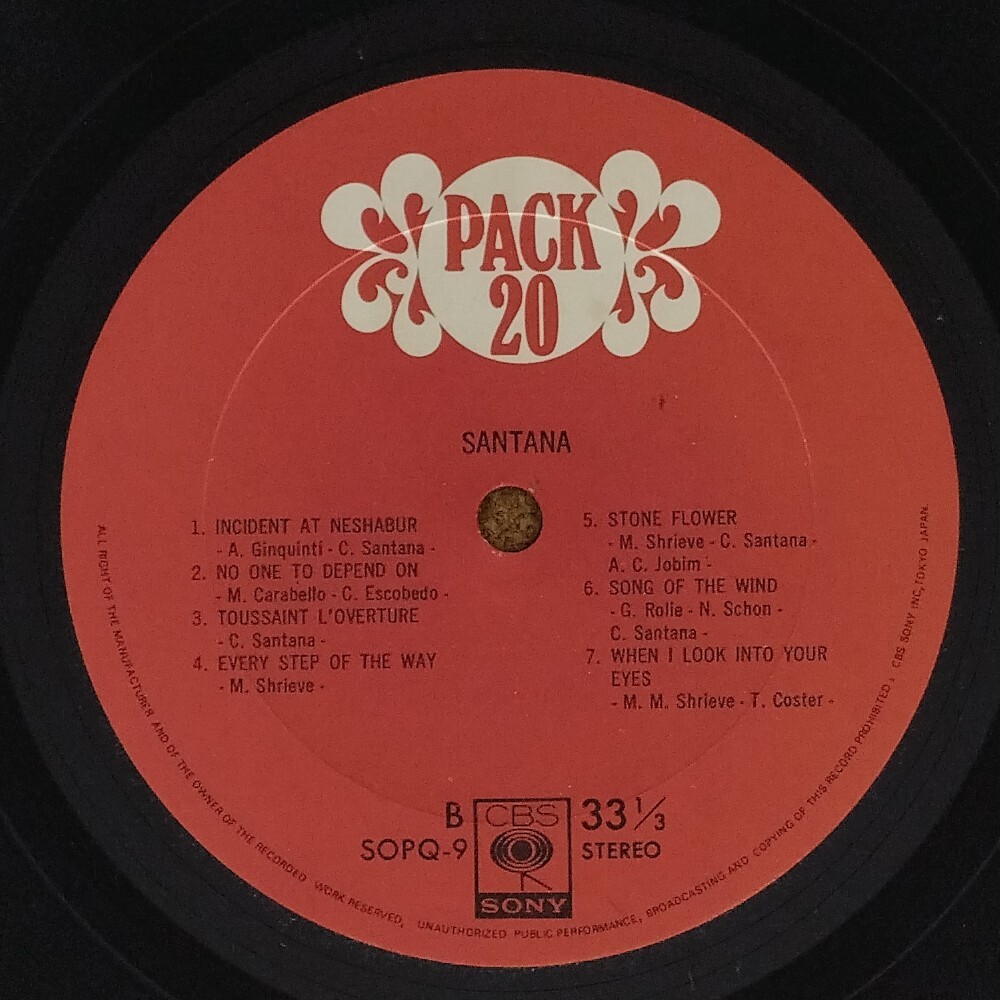 PACK
20
SANTANA
1. INCIDENT AT NESHABUR
- A. Ginquinti - C. Santana -
2. NO ONE TO DEPEND ON
- M. Carabello - C. Escobedo -
3. TOUSSAINT L'OVERTURE
- C. Santana -
4. EVERY STEP OF THE WAY
- M. Shrieve -
5. STONE FLOWER
- M. Shrieve - C. Santana -
A. C. Jobim -
6. SONG OF THE WIND
- G. Rolie - N. Schon -
C. Santana -
7. WHEN I LOOK INTO YOUR
EYES
- M. M. Shrieve - T. Coster -
B
SOPQ-9
CBS
SONY
33 1/3
STEREO
ALL RIGHT OF THE MANUFACTURER AND OF THE OWNER OF THE RECORDED WORK RESERVED, UNAUTHORIZED PUBLIC PERFORMANCE, BROADCASTING AND COPYING OF THIS RECORD PROHIBITED, CBS SONY INC, TOKYO JAPAN.